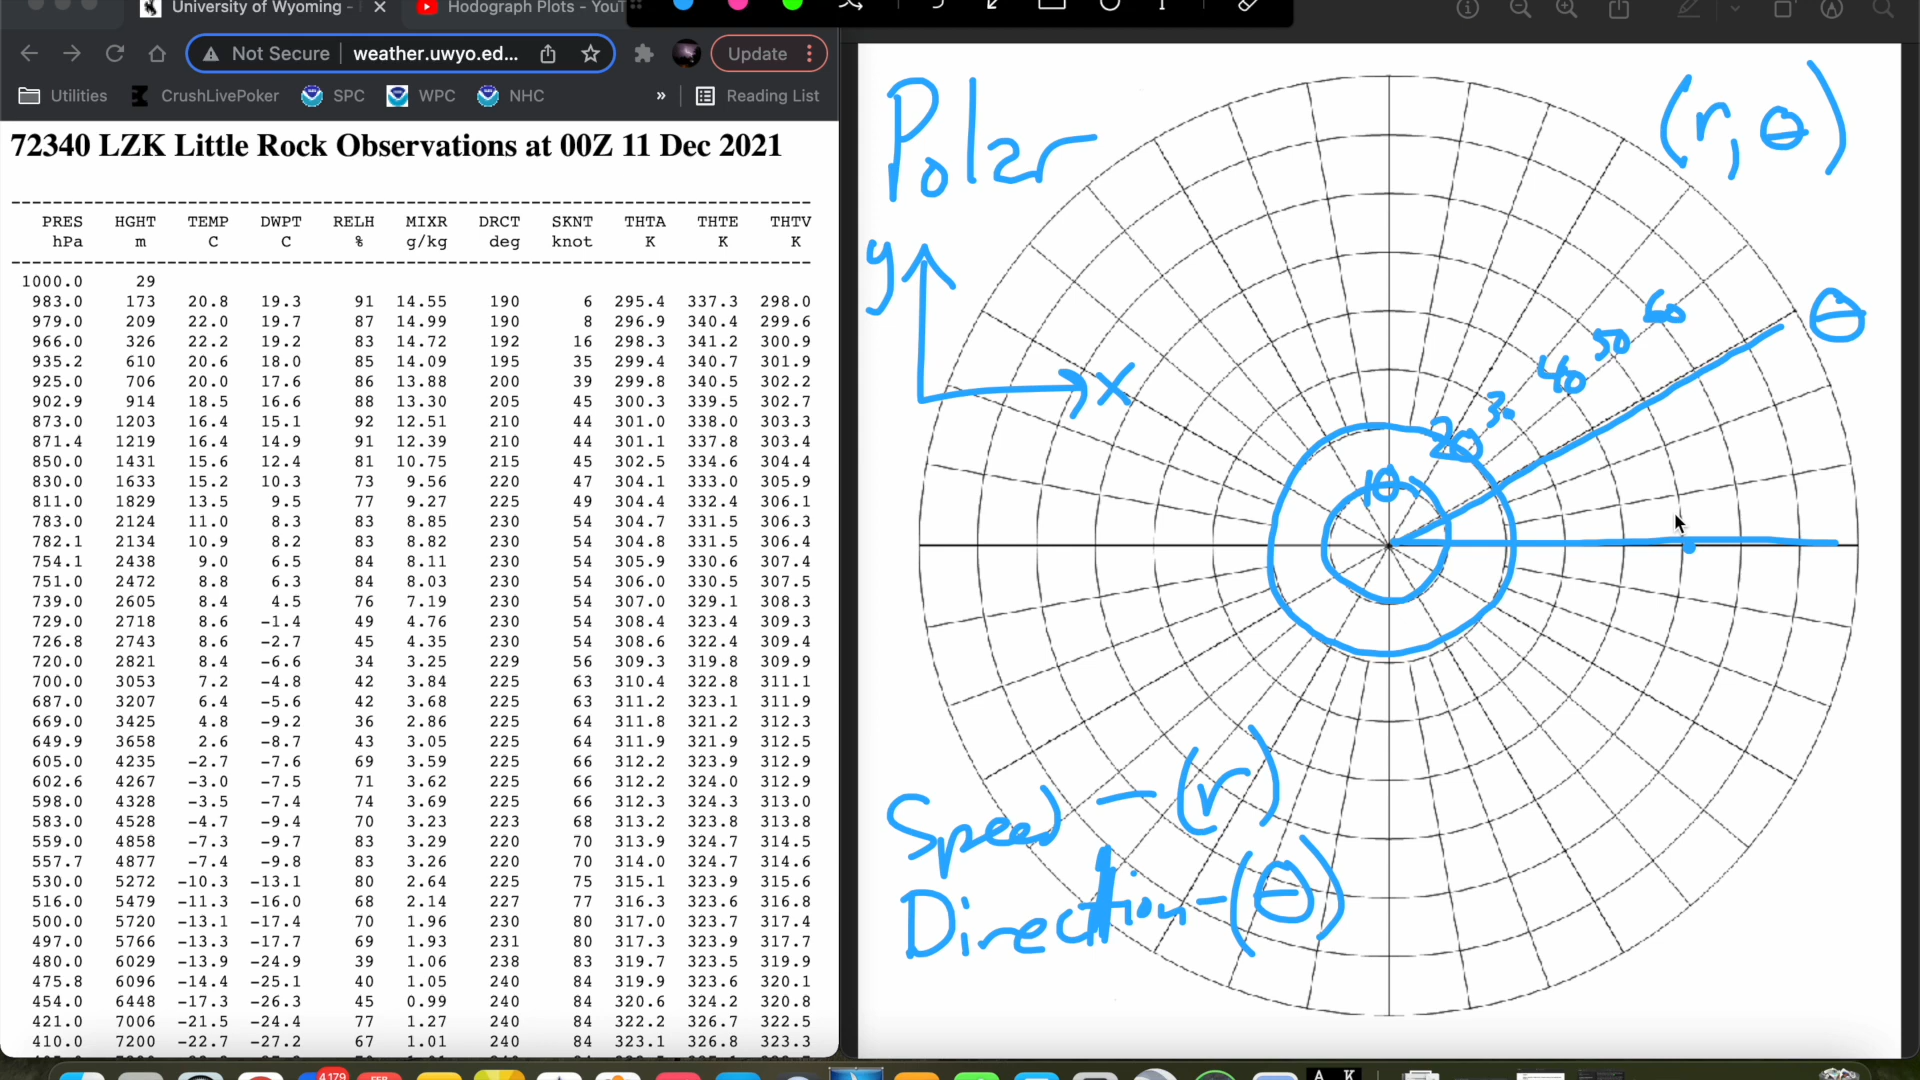 University of Wyoming -
Hodograph Plots - YouT
Not Secure | weather.uwyo.ed...
Update
Utilities CrushLivePoker SPC WPC NHC » Reading List
72340 LZK Little Rock Observations at 00Z 11 Dec 2021
PRES HGHT TEMP DWPT RELH MIXR DRCT SKNT THTA THTE THTV
hPa m C C % g/kg deg knot K K K
1000.0 29
983.0 173 20.8 19.3 91 14.55 190 6 295.4 337.3 298.0
979.0 209 22.0 19.7 87 14.99 190 8 296.9 340.4 299.6
966.0 326 22.2 19.2 83 14.72 192 16 298.3 341.2 300.9
935.2 610 20.6 18.0 85 14.09 195 35 299.4 340.7 301.9
925.0 706 20.0 17.6 86 13.88 200 39 299.8 340.5 302.2
902.9 914 18.5 16.6 88 13.30 205 45 300.3 339.5 302.7
873.0 1203 16.4 15.1 92 12.51 210 44 301.0 338.0 303.3
871.4 1219 16.4 14.9 91 12.39 210 44 301.1 337.8 303.4
850.0 1431 15.6 12.4 81 10.75 215 45 302.5 334.6 304.4
830.0 1633 15.2 10.3 73 9.56 220 47 304.1 333.0 305.9
811.0 1829 13.5 9.5 77 9.27 225 49 304.4 332.4 306.1
783.0 2124 11.0 8.3 83 8.85 230 54 304.7 331.5 306.3
782.1 2134 10.9 8.2 83 8.82 230 54 304.8 331.5 306.4
754.1 2438 9.0 6.5 84 8.11 230 54 305.9 330.6 307.4
751.0 2472 8.8 6.3 84 8.03 230 54 306.0 330.5 307.5
739.0 2605 8.4 4.5 76 7.19 230 54 307.0 329.1 308.3
729.0 2718 8.6 -1.4 49 4.76 230 54 308.4 323.4 309.3
726.8 2743 8.6 -2.7 45 4.35 230 54 308.6 322.4 309.4
720.0 2821 8.4 -6.6 34 3.25 229 56 309.3 319.8 309.9
700.0 3053 7.2 -4.8 42 3.84 225 63 310.4 322.8 311.1
687.0 3207 6.4 -5.6 42 3.68 225 63 311.2 323.1 311.9
669.0 3425 4.8 -9.2 36 2.86 225 64 311.8 321.2 312.3
649.9 3658 2.6 -8.7 43 3.05 225 64 311.9 321.9 312.5
605.0 4235 -2.7 -7.6 69 3.59 225 66 312.2 323.9 312.9
602.6 4267 -3.0 -7.5 71 3.62 225 66 312.2 324.0 312.9
598.0 4328 -3.5 -7.4 74 3.69 225 66 312.3 324.3 313.0
583.0 4528 -4.7 -9.4 70 3.23 223 68 313.2 323.8 313.8
559.0 4858 -7.3 -9.7 83 3.29 220 70 313.9 324.7 314.5
557.7 4877 -7.4 -9.8 83 3.26 220 70 314.0 324.7 314.6
530.0 5272 -10.3 -13.1 80 2.64 225 75 315.1 323.9 315.6
516.0 5479 -11.3 -16.0 68 2.14 227 77 316.3 323.6 316.8
500.0 5720 -13.1 -17.4 70 1.96 230 80 317.0 323.7 317.4
497.0 5766 -13.3 -17.7 69 1.93 231 80 317.3 323.9 317.7
480.0 6029 -13.9 -24.9 39 1.06 238 83 319.7 323.5 319.9
475.8 6096 -14.4 -25.1 40 1.05 240 84 319.9 323.6 320.1
454.0 6448 -17.3 -26.3 45 0.99 240 84 320.6 324.2 320.8
421.0 7006 -21.5 -24.4 77 1.27 240 84 322.2 326.7 322.5
410.0 7200 -22.7 -27.2 67 1.01 240 84 323.1 326.8 323.3
Polar
(r, θ)
y
x
θ
60
50
40
30
20
10
Speed - (r)
Direction - (θ)
4,179
FEB